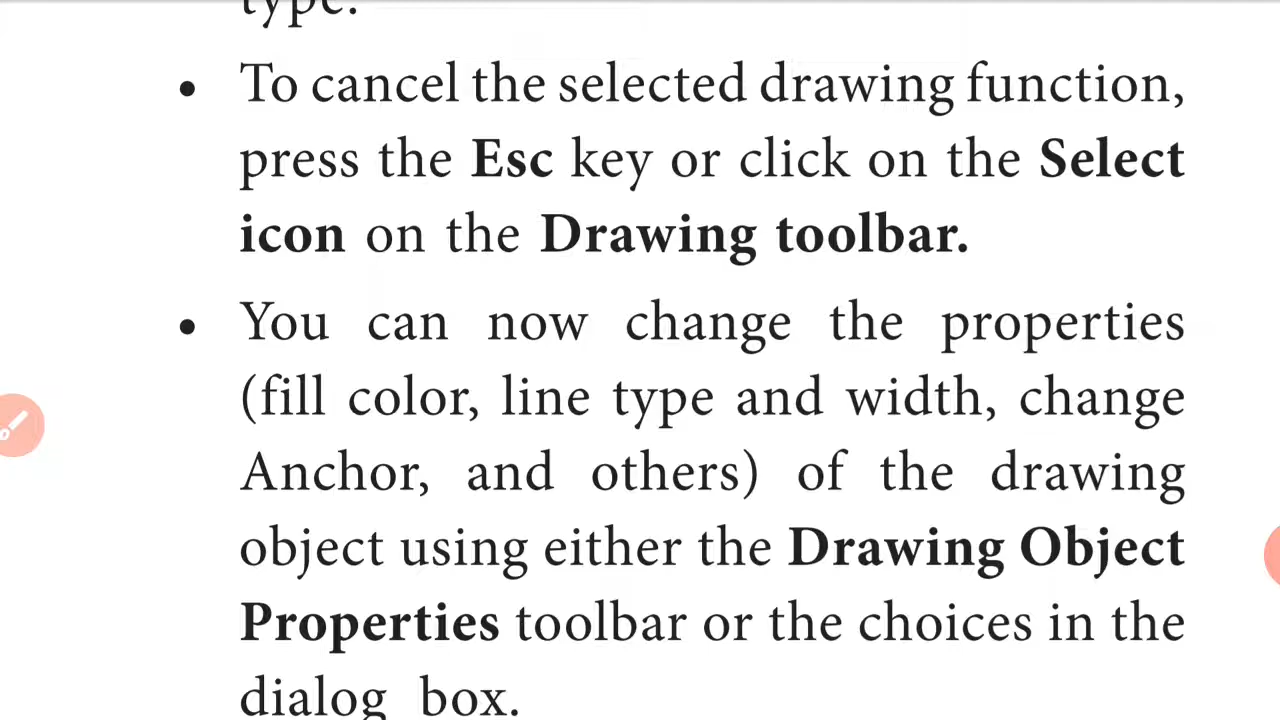 type.
• To cancel the selected drawing function,
press the Esc key or click on the Select
icon on the Drawing toolbar.
• You can now change the properties
(fill color, line type and width, change
Anchor, and others) of the drawing
object using either the Drawing Object
Properties toolbar or the choices in the
dialog box.